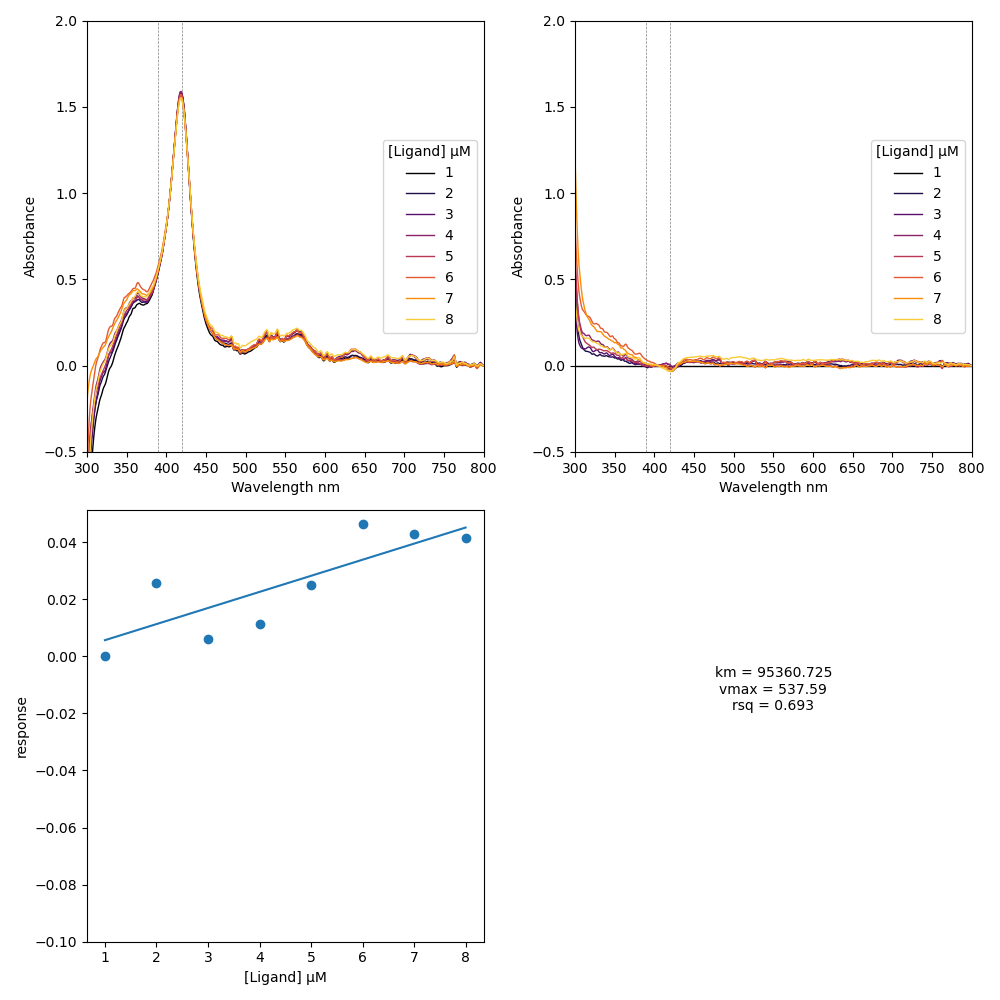 2.0
1.5
1.0
0.5
0.0
−0.5
Absorbance
300 350 400 450 500 550 600 650 700 750 800
Wavelength nm
[Ligand] μM
1
2
3
4
5
6
7
8
2.0
1.5
1.0
0.5
0.0
−0.5
Absorbance
300 350 400 450 500 550 600 650 700 750 800
Wavelength nm
[Ligand] μM
1
2
3
4
5
6
7
8
0.04
0.02
0.00
−0.02
−0.04
−0.06
−0.08
−0.10
response
1 2 3 4 5 6 7 8
[Ligand] μM
km = 95360.725
vmax = 537.59
rsq = 0.693